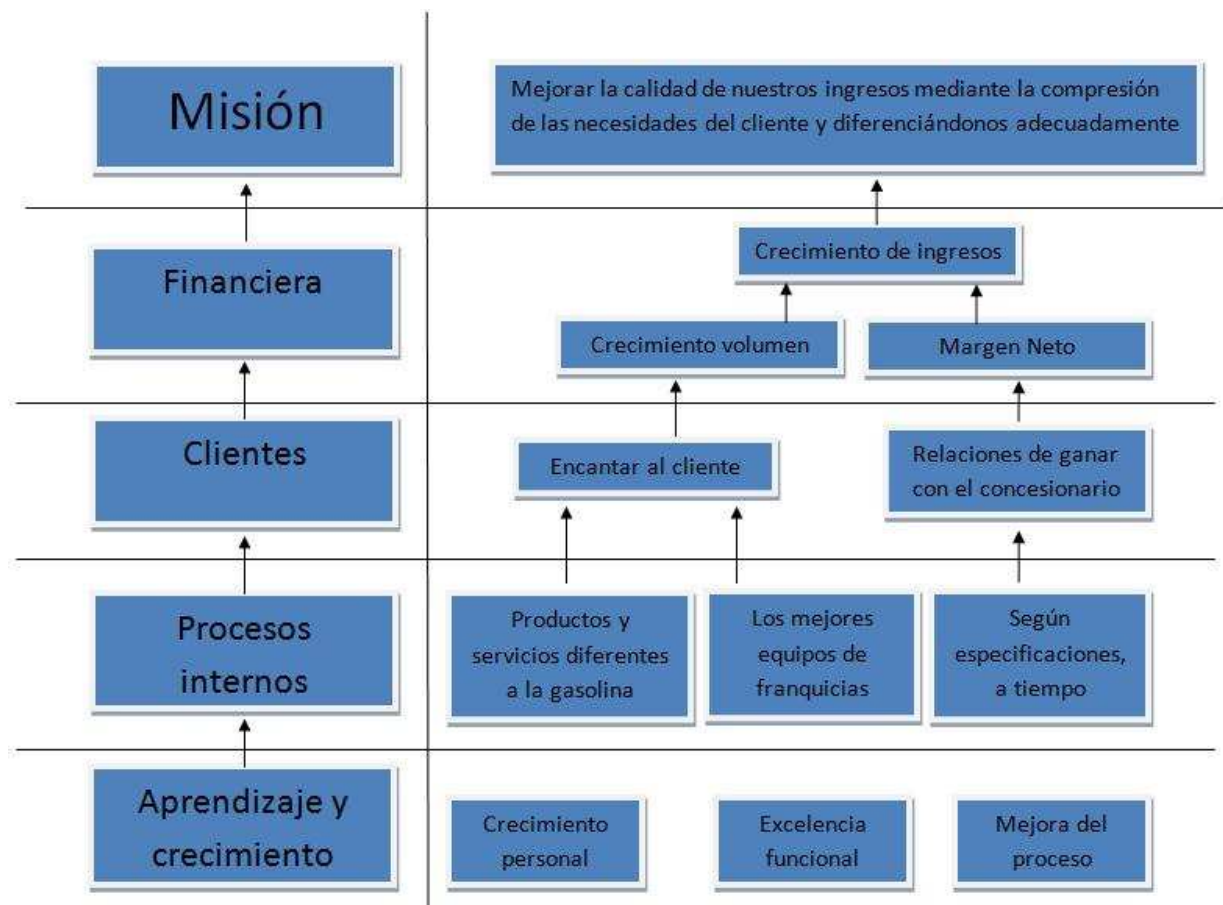 Misión
Mejorar la calidad de nuestros ingresos mediante la compresión
de las necesidades del cliente y diferenciándonos adecuadamente
Financiera
Crecimiento de ingresos
Crecimiento volumen
Margen Neto
Clientes
Encantar al cliente
Relaciones de ganar
con el concesionario
Procesos
internos
Productos y
servicios diferentes
a la gasolina
Los mejores
equipos de
franquicias
Según
especificaciones,
a tiempo
Aprendizaje y
crecimiento
Crecimiento
personal
Excelencia
funcional
Mejora del
proceso